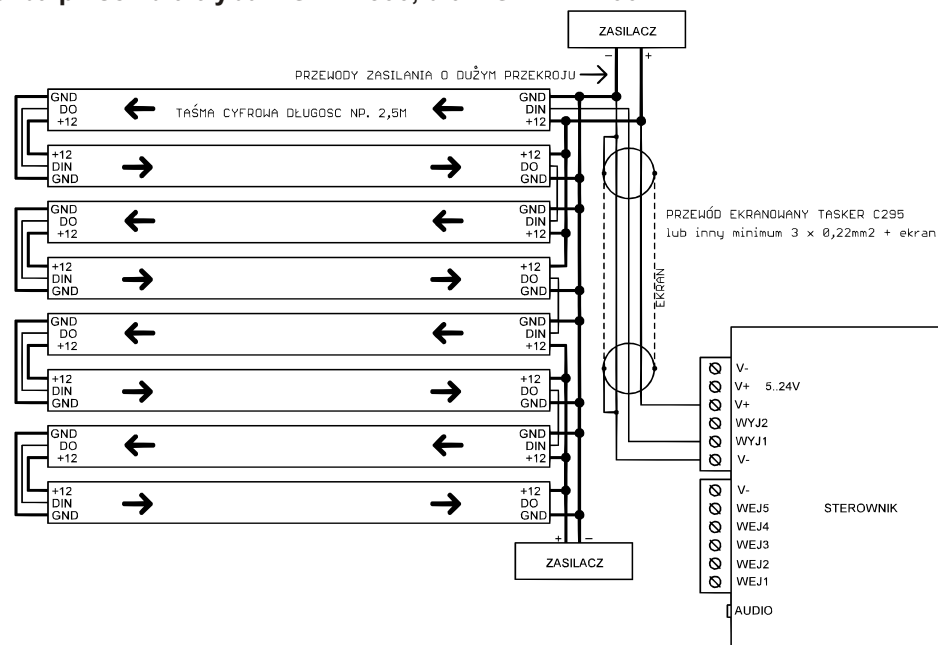 ZASILACZ
- +
PRZEWODY ZASILANIA O DUŻYM PRZEKROJU
GND GND
DO TAŚMA CYFROWA DŁUGOSC NP. 2,5M DIN
+12 +12
+12 +12
DIN DO
GND GND
GND GND
DO DIN
+12 +12
PRZEWÓD EKRANOWANY TASKER C295
lub inny minimum 3 x 0,22mm2 + ekran
+12 +12
DIN DO
GND GND
EKRAN
GND GND
DO DIN
+12 +12
+12 +12
DIN DO
GND GND
GND GND
DO DIN
+12 +12
+12 +12
DIN DO
GND GND
+ -
ZASILACZ
V-
V+ 5..24V
V+
WYJ2
WYJ1
V-
V-
WEJ5 STEROWNIK
WEJ4
WEJ3
WEJ2
WEJ1
AUDIO